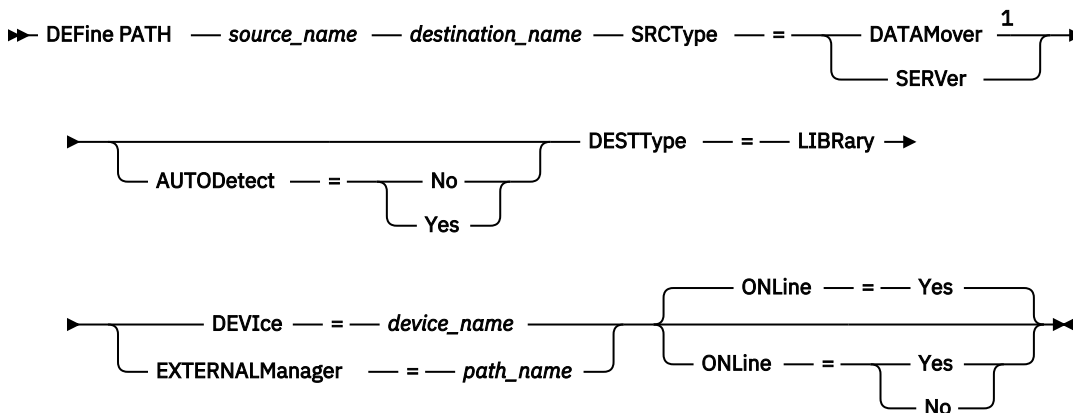 DEFine PATH — source_name — destination_name — SRCType — = — DATAMover 1
SERVer
AUTODetect — = — No
Yes
DESTType — = — LIBRary
DEVIce — = — device_name
EXTERNALManager — = — path_name
ONLine — = — Yes
ONLine — = — Yes
No